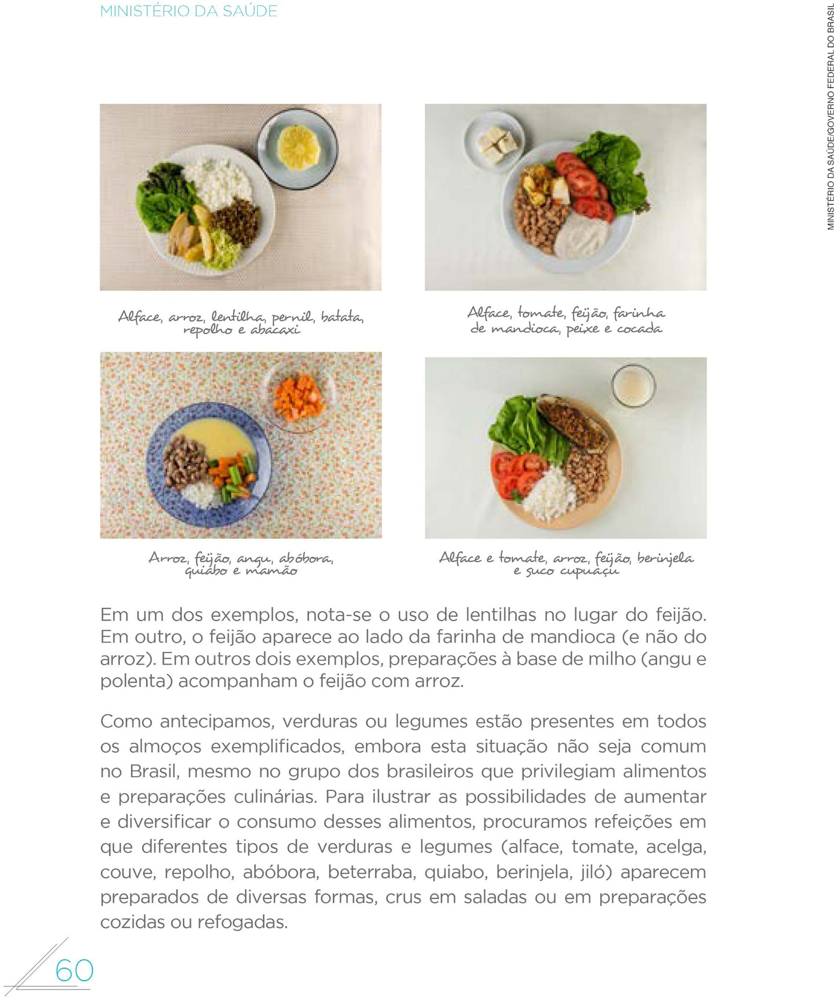 MINISTÉRIO DA SAÚDE
MINISTÉRIO DA SAÚDE/GOVERNO FEDERAL DO BRASIL
Alface, arroz, lentilha, pernil, batata,
repolho e abacaxi
Alface, tomate, feijão, farinha
de mandioca, peixe e cocada
Arroz, feijão, angu, abóbora,
quiabo e mamão
Alface e tomate, arroz, feijão, berinjela
e suco cupuaçu
Em um dos exemplos, nota-se o uso de lentilhas no lugar do feijão.
Em outro, o feijão aparece ao lado da farinha de mandioca (e não do
arroz). Em outros dois exemplos, preparações à base de milho (angu e
polenta) acompanham o feijão com arroz.
Como antecipamos, verduras ou legumes estão presentes em todos
os almoços exemplificados, embora esta situação não seja comum
no Brasil, mesmo no grupo dos brasileiros que privilegiam alimentos
e preparações culinárias. Para ilustrar as possibilidades de aumentar
e diversificar o consumo desses alimentos, procuramos refeições em
que diferentes tipos de verduras e legumes (alface, tomate, acelga,
couve, repolho, abóbora, beterraba, quiabo, berinjela, jiló) aparecem
preparados de diversas formas, crus em saladas ou em preparações
cozidas ou refogadas.
60